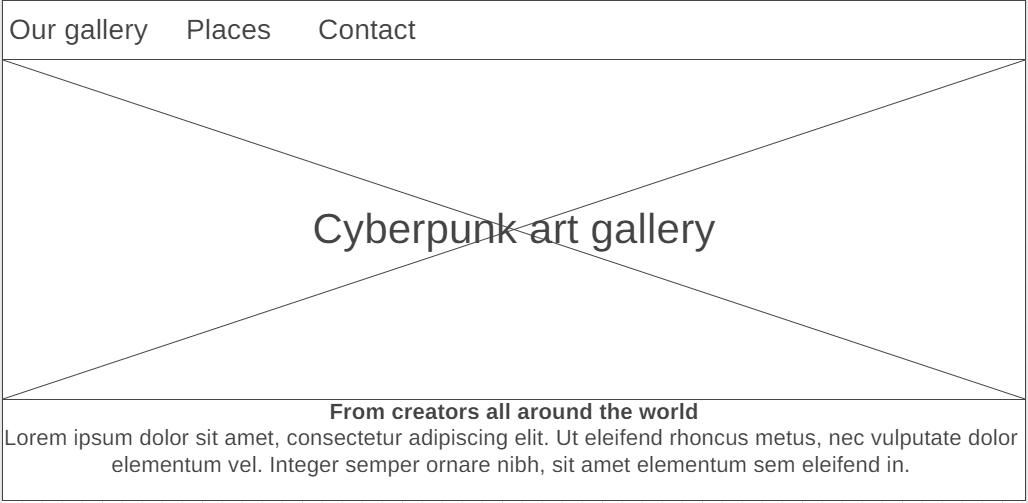 Our gallery Places Contact
Cyberpunk art gallery
From creators all around the world
Lorem ipsum dolor sit amet, consectetur adipiscing elit. Ut eleifend rhoncus metus, nec vulputate dolor
elementum vel. Integer semper ornare nibh, sit amet elementum sem eleifend in.